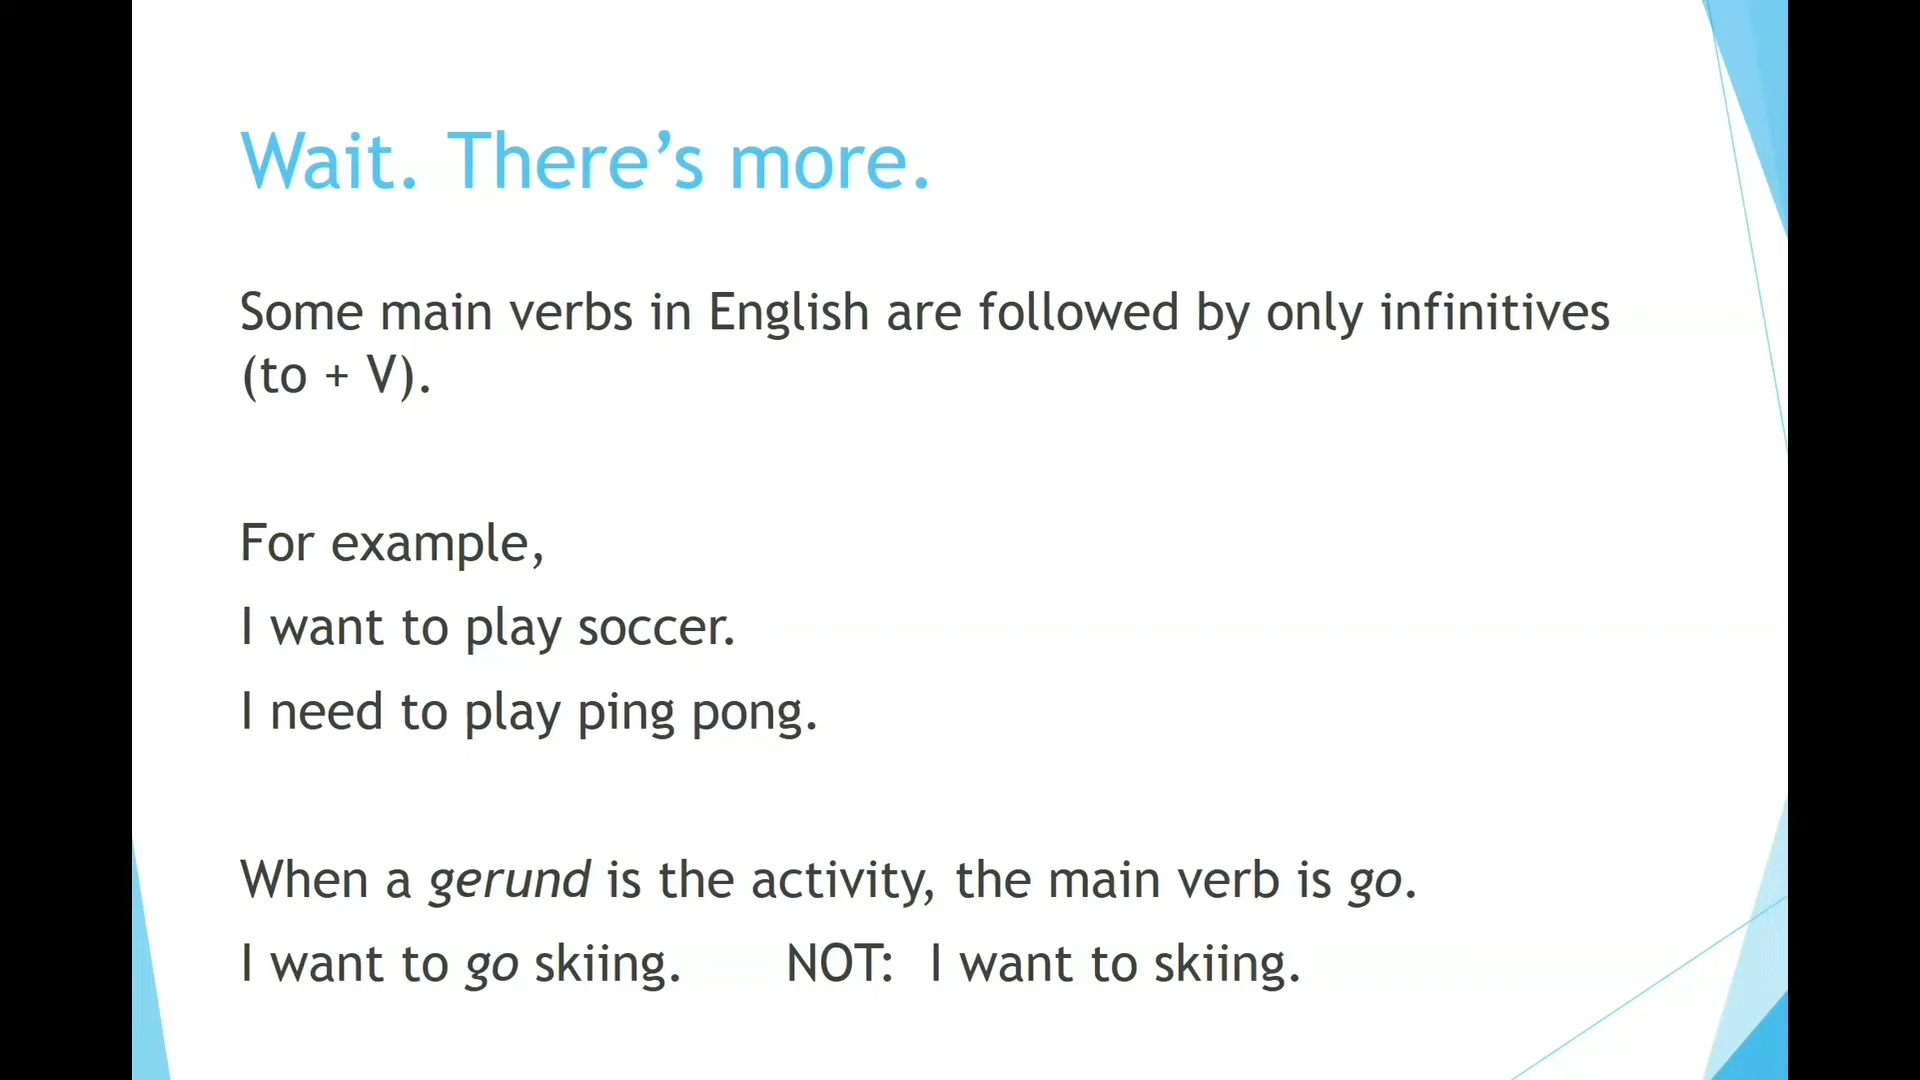 Wait. There’s more.
Some main verbs in English are followed by only infinitives
(to + V).
For example,
I want to play soccer.
I need to play ping pong.
When a gerund is the activity, the main verb is go.
I want to go skiing. NOT: I want to skiing.